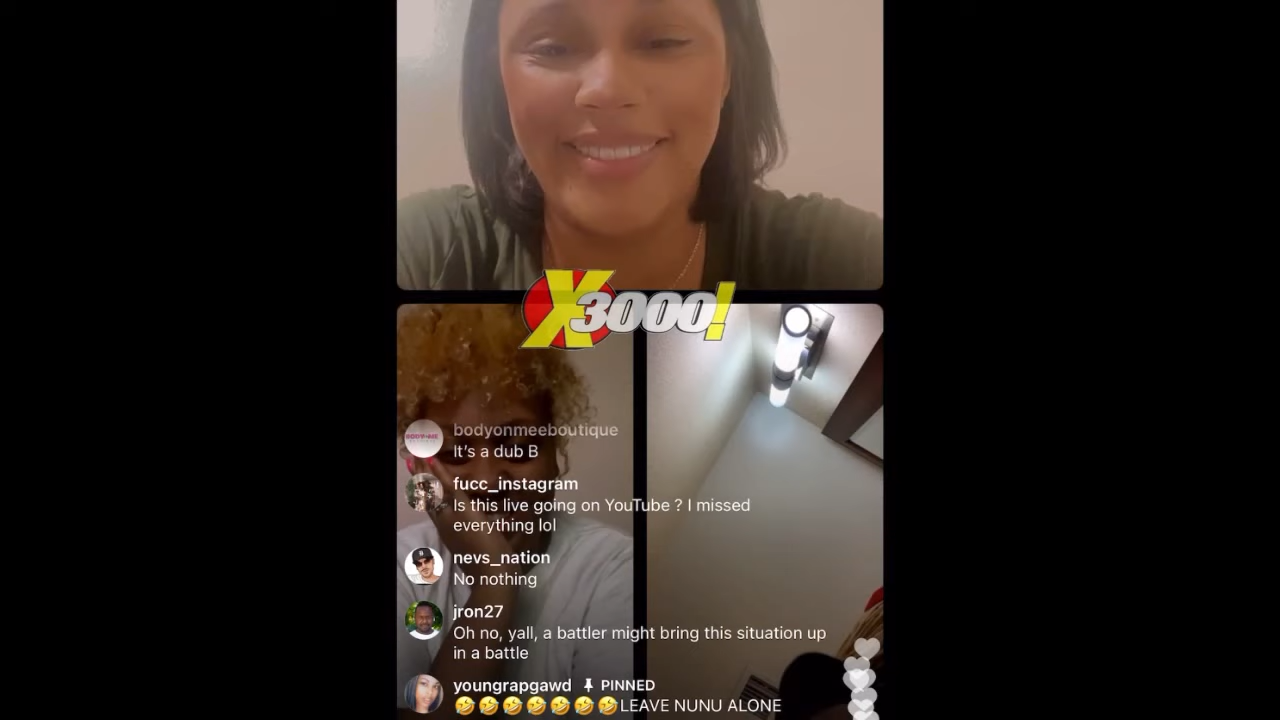 X3000!
bodyonmeeboutique
It's a dub B
fucc_instagram
Is this live going on YouTube ? I missed
everything lol
nevs_nation
No nothing
jron27
Oh no, yall, a battler might bring this situation up
in a battle
youngrapgawd PINNED
🤣🤣🤣🤣🤣🤣🤣LEAVE NUNU ALONE